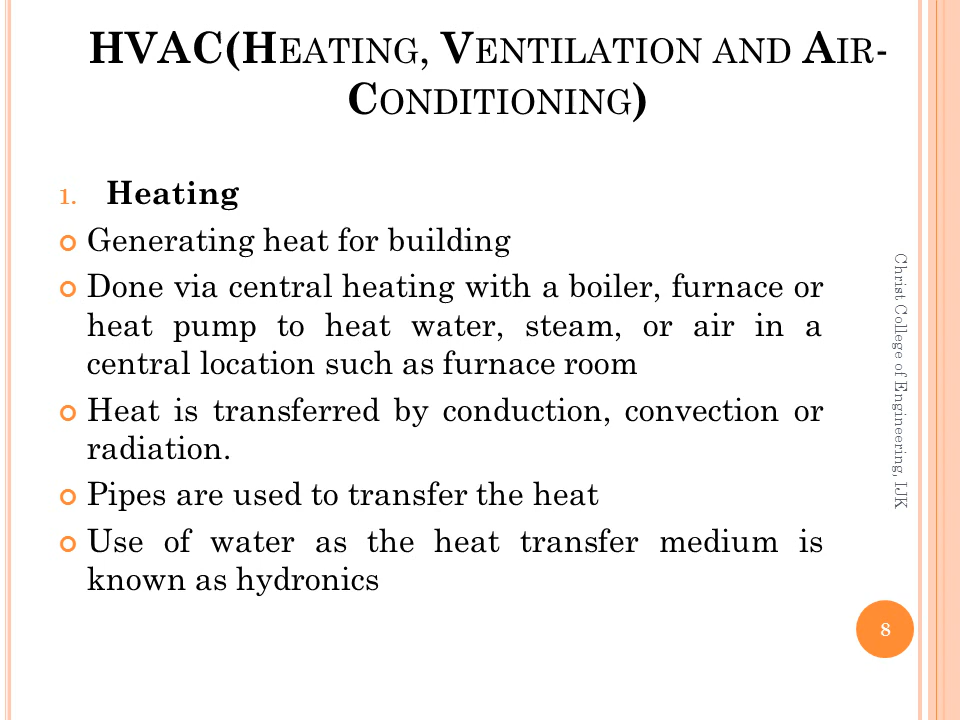 HVAC(HEATING, VENTILATION AND AIR-
CONDITIONING)
1. Heating
Generating heat for building
Done via central heating with a boiler, furnace or
heat pump to heat water, steam, or air in a
central location such as furnace room
Heat is transferred by conduction, convection or
radiation.
Pipes are used to transfer the heat
Use of water as the heat transfer medium is
known as hydronics
Christ College of Engineering, IJK
8